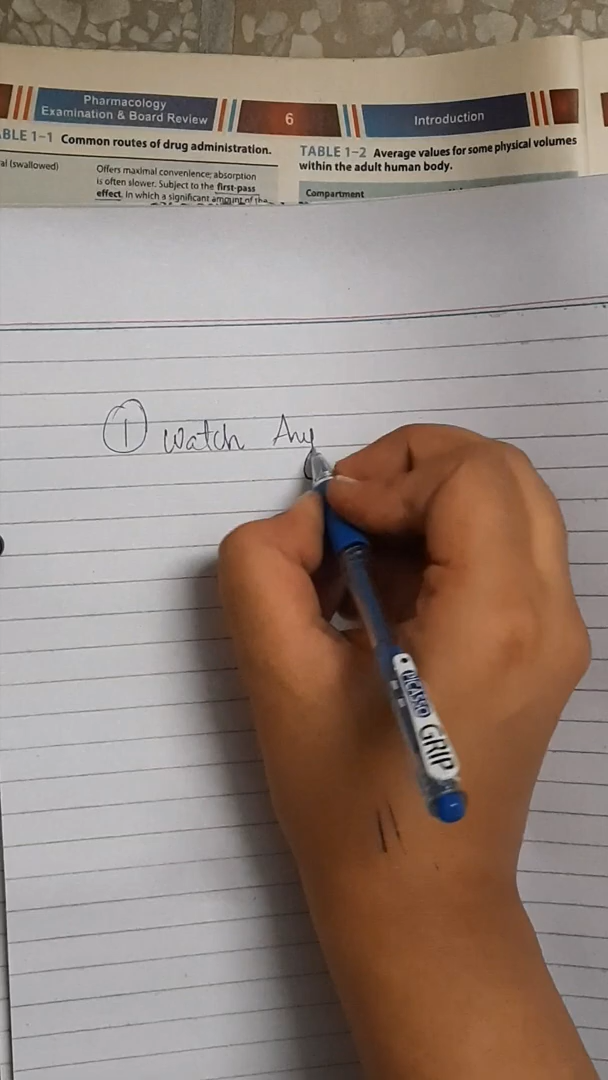 Pharmacology
Examination & Board Review
6
Introduction
ABLE 1-1 Common routes of drug administration.
al (swallowed)
Offers maximal convenience; absorption
is often slower. Subject to the first-pass
effect, in which a significant amount of the
TABLE 1-2 Average values for some physical volumes
within the adult human body.
Compartment
① Watch Any
PICASSO GRIP